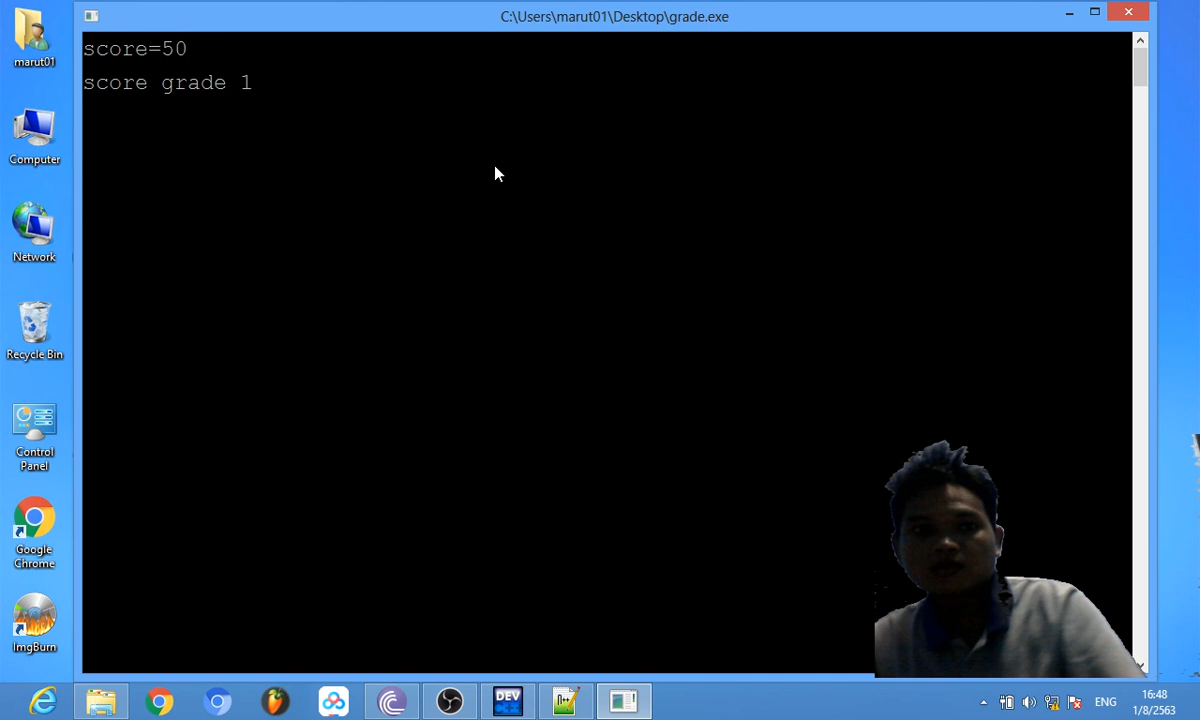 C:\Users\marut01\Desktop\grade.exe
score=50
score grade 1
marut01
Computer
Network
Recycle Bin
Control
Panel
Google
Chrome
ImgBurn
DEV
C++
ENG
16:48
1/8/2563